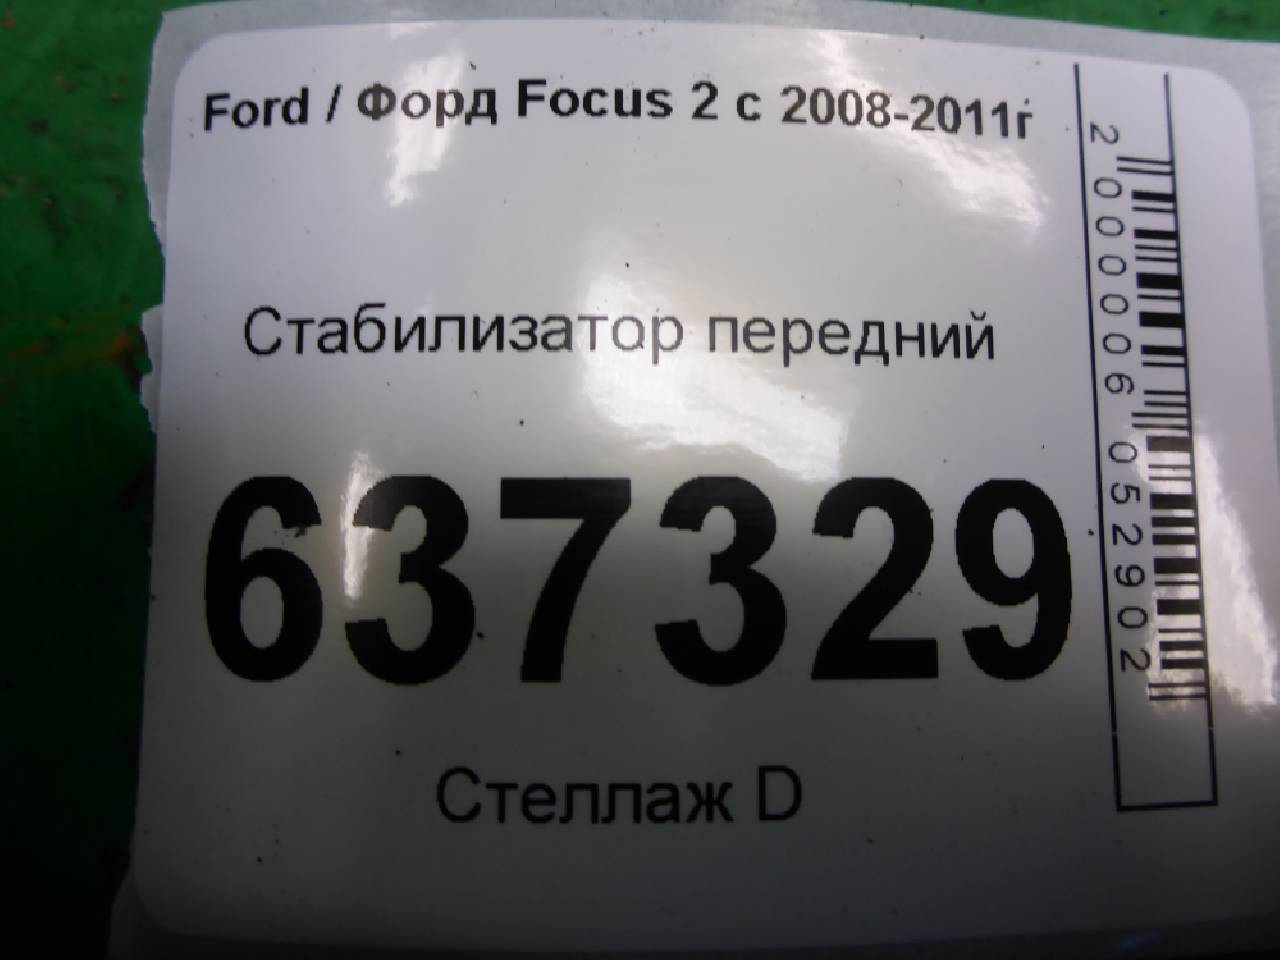 Ford / Форд Focus 2 с 2008-2011г
Стабилизатор передний
637329
Стеллаж D
2000006052902